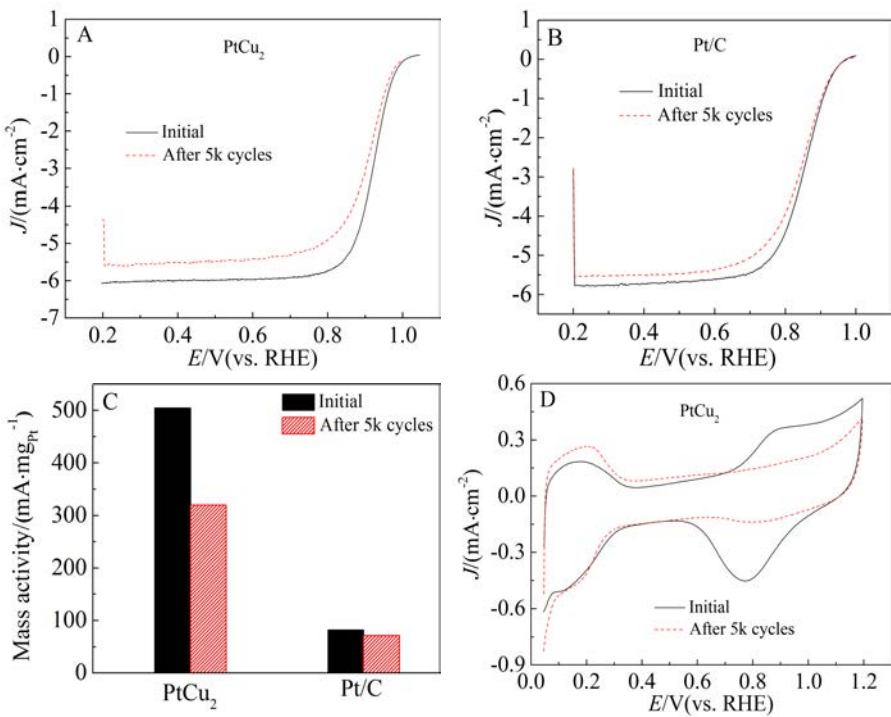 A
PtCu₂
Initial
After 5k cycles
1
0
-1
-2
-3
-4
-5
-6
-7
J/(mA·cm⁻²)
0.2 0.4 0.6 0.8 1.0
E/V(vs. RHE)
B
Pt/C
Initial
After 5k cycles
1
0
-1
-2
-3
-4
-5
-6
J/(mA·cm⁻²)
0.2 0.4 0.6 0.8 1.0
E/V(vs. RHE)
C
Initial
After 5k cycles
500
400
300
200
100
0
Mass activity/(mA·mgPt⁻¹)
PtCu₂ Pt/C
D
PtCu₂
Initial
After 5k cycles
0.6
0.3
0.0
-0.3
-0.6
-0.9
J/(mA·cm⁻²)
0.0 0.2 0.4 0.6 0.8 1.0 1.2
E/V(vs. RHE)